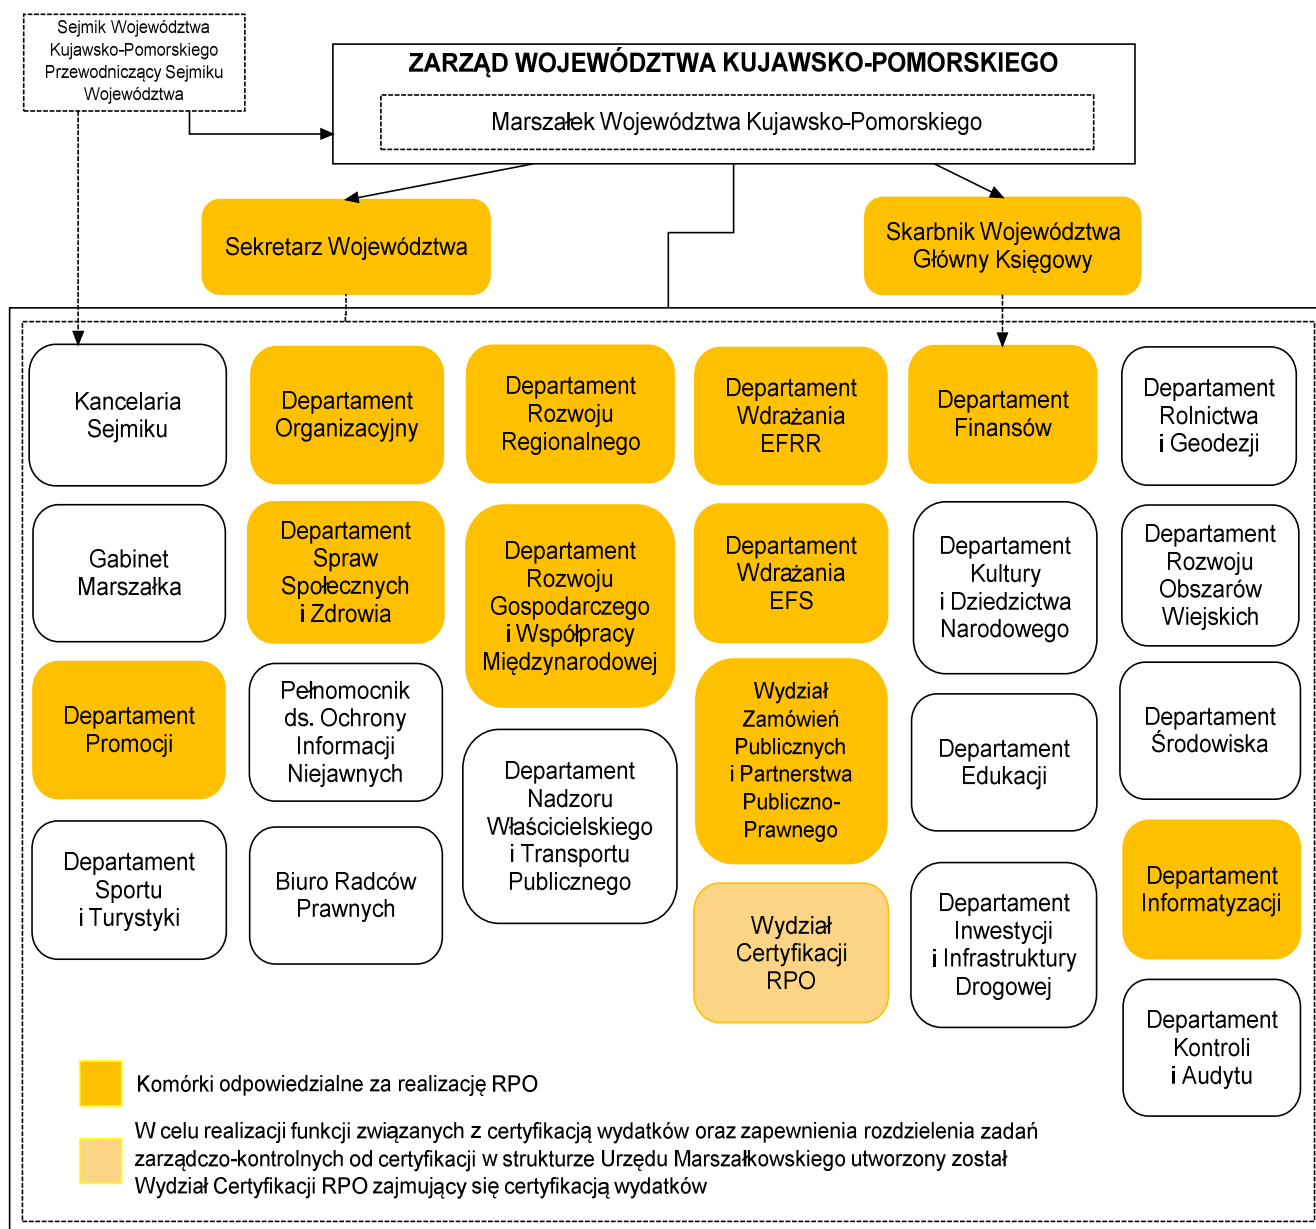 Sejmik Województwa
Kujawsko-Pomorskiego
Przewodniczący Sejmiku
Województwa
ZARZĄD WOJEWÓDZTWA KUJAWSKO-POMORSKIEGO
Marszałek Województwa Kujawsko-Pomorskiego
Sekretarz Województwa
Skarbnik Województwa
Główny Księgowy
Kancelaria
Sejmiku
Departament
Organizacyjny
Departament
Rozwoju
Regionalnego
Departament
Wdrażania
EFRR
Departament
Finansów
Departament
Rolnictwa
i Geodezji
Gabinet
Marszałka
Departament
Spraw
Społecznych
i Zdrowia
Departament
Rozwoju
Gospodarczego
i Współpracy
Międzynarodowej
Departament
Wdrażania
EFS
Departament
Kultury
i Dziedzictwa
Narodowego
Departament
Rozwoju
Obszarów
Wiejskich
Departament
Promocji
Pełnomocnik
ds. Ochrony
Informacji
Niejawnych
Departament
Nadzoru
Właścicielskiego
i Transportu
Publicznego
Wydział
Zamówień
Publicznych
i Partnerstwa
Publiczno-
Prawnego
Departament
Edukacji
Departament
Środowiska
Departament
Sportu
i Turystyki
Biuro Radców
Prawnych
Wydział
Certyfikacji
RPO
Departament
Inwestycji
i Infrastruktury
Drogowej
Departament
Informatyzacji
Departament
Kontroli
i Audytu
Komórki odpowiedzialne za realizację RPO
W celu realizacji funkcji związanych z certyfikacją wydatków oraz zapewnienia rozdzielenia zadań
zarządczo-kontrolnych od certyfikacji w strukturze Urzędu Marszałkowskiego utworzony został
Wydział Certyfikacji RPO zajmujący się certyfikacją wydatków